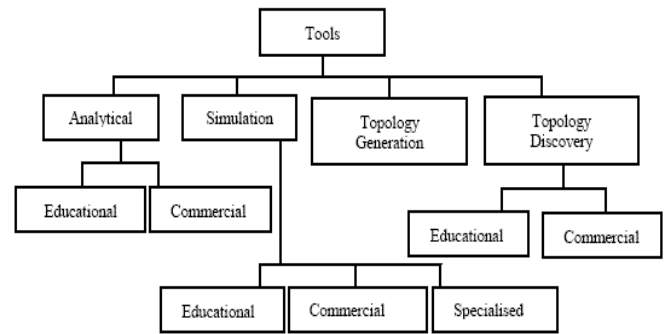 Tools
Analytical
Simulation
Topology
Generation
Topology
Discovery
Educational
Commercial
Educational
Commercial
Educational
Commercial
Specialised